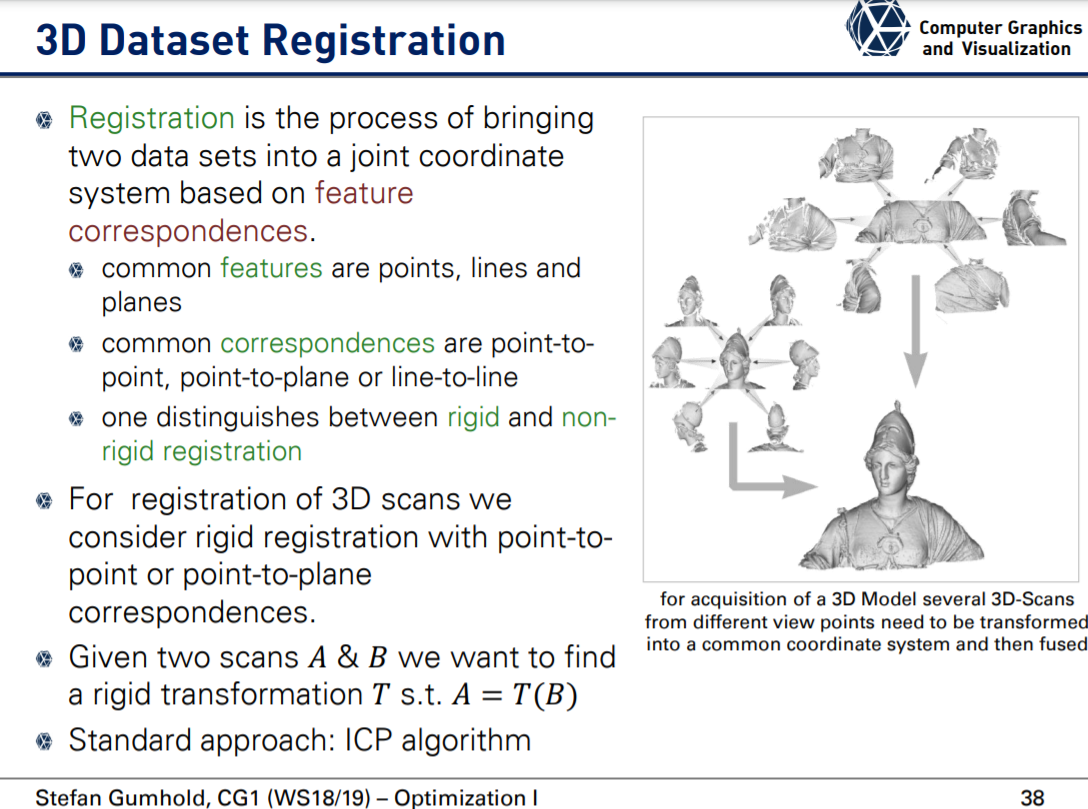 3D Dataset Registration
Computer Graphics
and Visualization
Registration is the process of bringing
two data sets into a joint coordinate
system based on feature
correspondences.
common features are points, lines and
planes
common correspondences are point-to-
point, point-to-plane or line-to-line
one distinguishes between rigid and non-
rigid registration
For registration of 3D scans we
consider rigid registration with point-to-
point or point-to-plane
correspondences.
Given two scans A & B we want to find
a rigid transformation T s.t. A = T(B)
Standard approach: ICP algorithm
for acquisition of a 3D Model several 3D-Scans
from different view points need to be transformed
into a common coordinate system and then fused
Stefan Gumhold, CG1 (WS18/19) – Optimization I
38